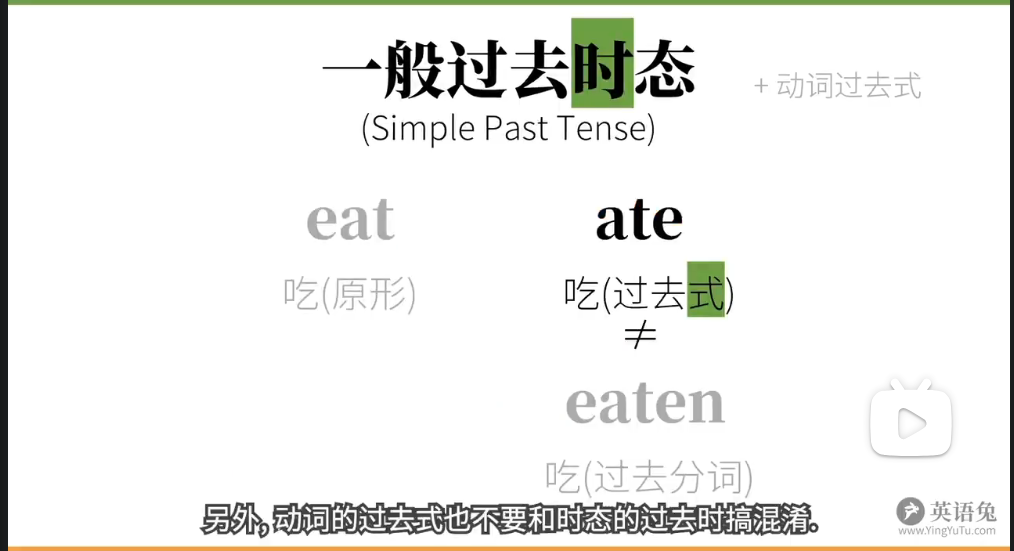 一般过去时态
+ 动词过去式
(Simple Past Tense)
eat
ate
吃(原形)
吃(过去式)
≠
eaten
吃(过去分词)
另外, 动词的过去式也不要和时态的过去时搞混淆.
英语兔
www.YingYuTu.com